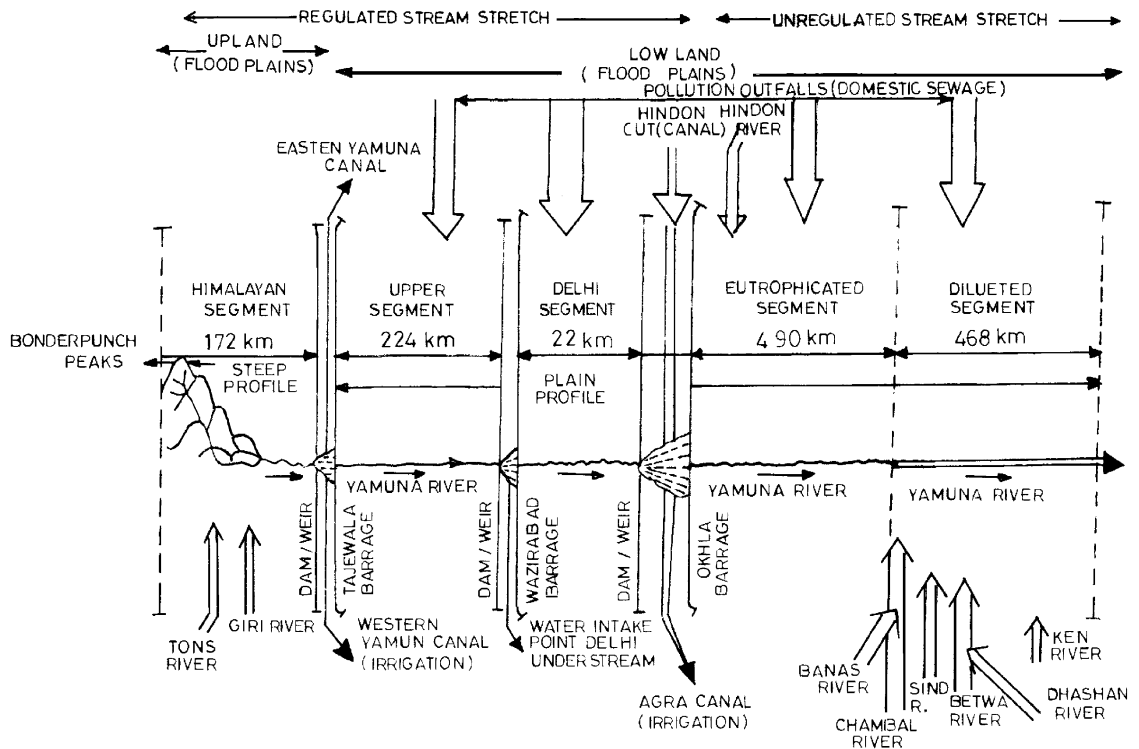 REGULATED STREAM STRETCH
UNREGULATED STREAM STRETCH
UPLAND
(FLOOD PLAINS)
LOW LAND
(FLOOD PLAINS)
POLLUTION OUTFALLS(DOMESTIC SEWAGE)
HINDON
CUT(CANAL)
HINDON
RIVER
EASTEN YAMUNA
CANAL
HIMALAYAN
SEGMENT
172 km
UPPER
SEGMENT
224 km
DELHI
SEGMENT
22 km
EUTROPHICATED
SEGMENT
490 km
DILUETED
SEGMENT
468 km
BONDERPUNCH
PEAKS
STEEP
PROFILE
PLAIN
PROFILE
YAMUNA RIVER
YAMUNA RIVER
YAMUNA RIVER
DAM/WEIR
TAJEWALA
BARRAGE
DAM/WEIR
WAZIRABAD
BARRAGE
DAM/WEIR
OKHLA
BARRAGE
TONS
RIVER
GIRI RIVER
WESTERN
YAMUN CANAL
(IRRIGATION)
WATER INTAKE
POINT DELHI
UNDERSTREAM
AGRA CANAL
(IRRIGATION)
BANAS
RIVER
CHAMBAL
RIVER
SIND
R.
BETWA
RIVER
DHASHAN
RIVER
KEN
RIVER